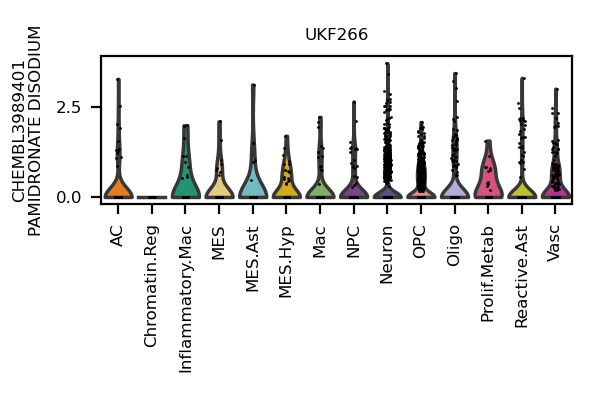 UKF266
CHEMBL3989401
PAMIDRONATE DISODIUM
2.5
0.0
AC
Chromatin.Reg
Inflammatory.Mac
MES
MES.Ast
MES.Hyp
Mac
NPC
Neuron
OPC
Oligo
Prolif.Metab
Reactive.Ast
Vasc